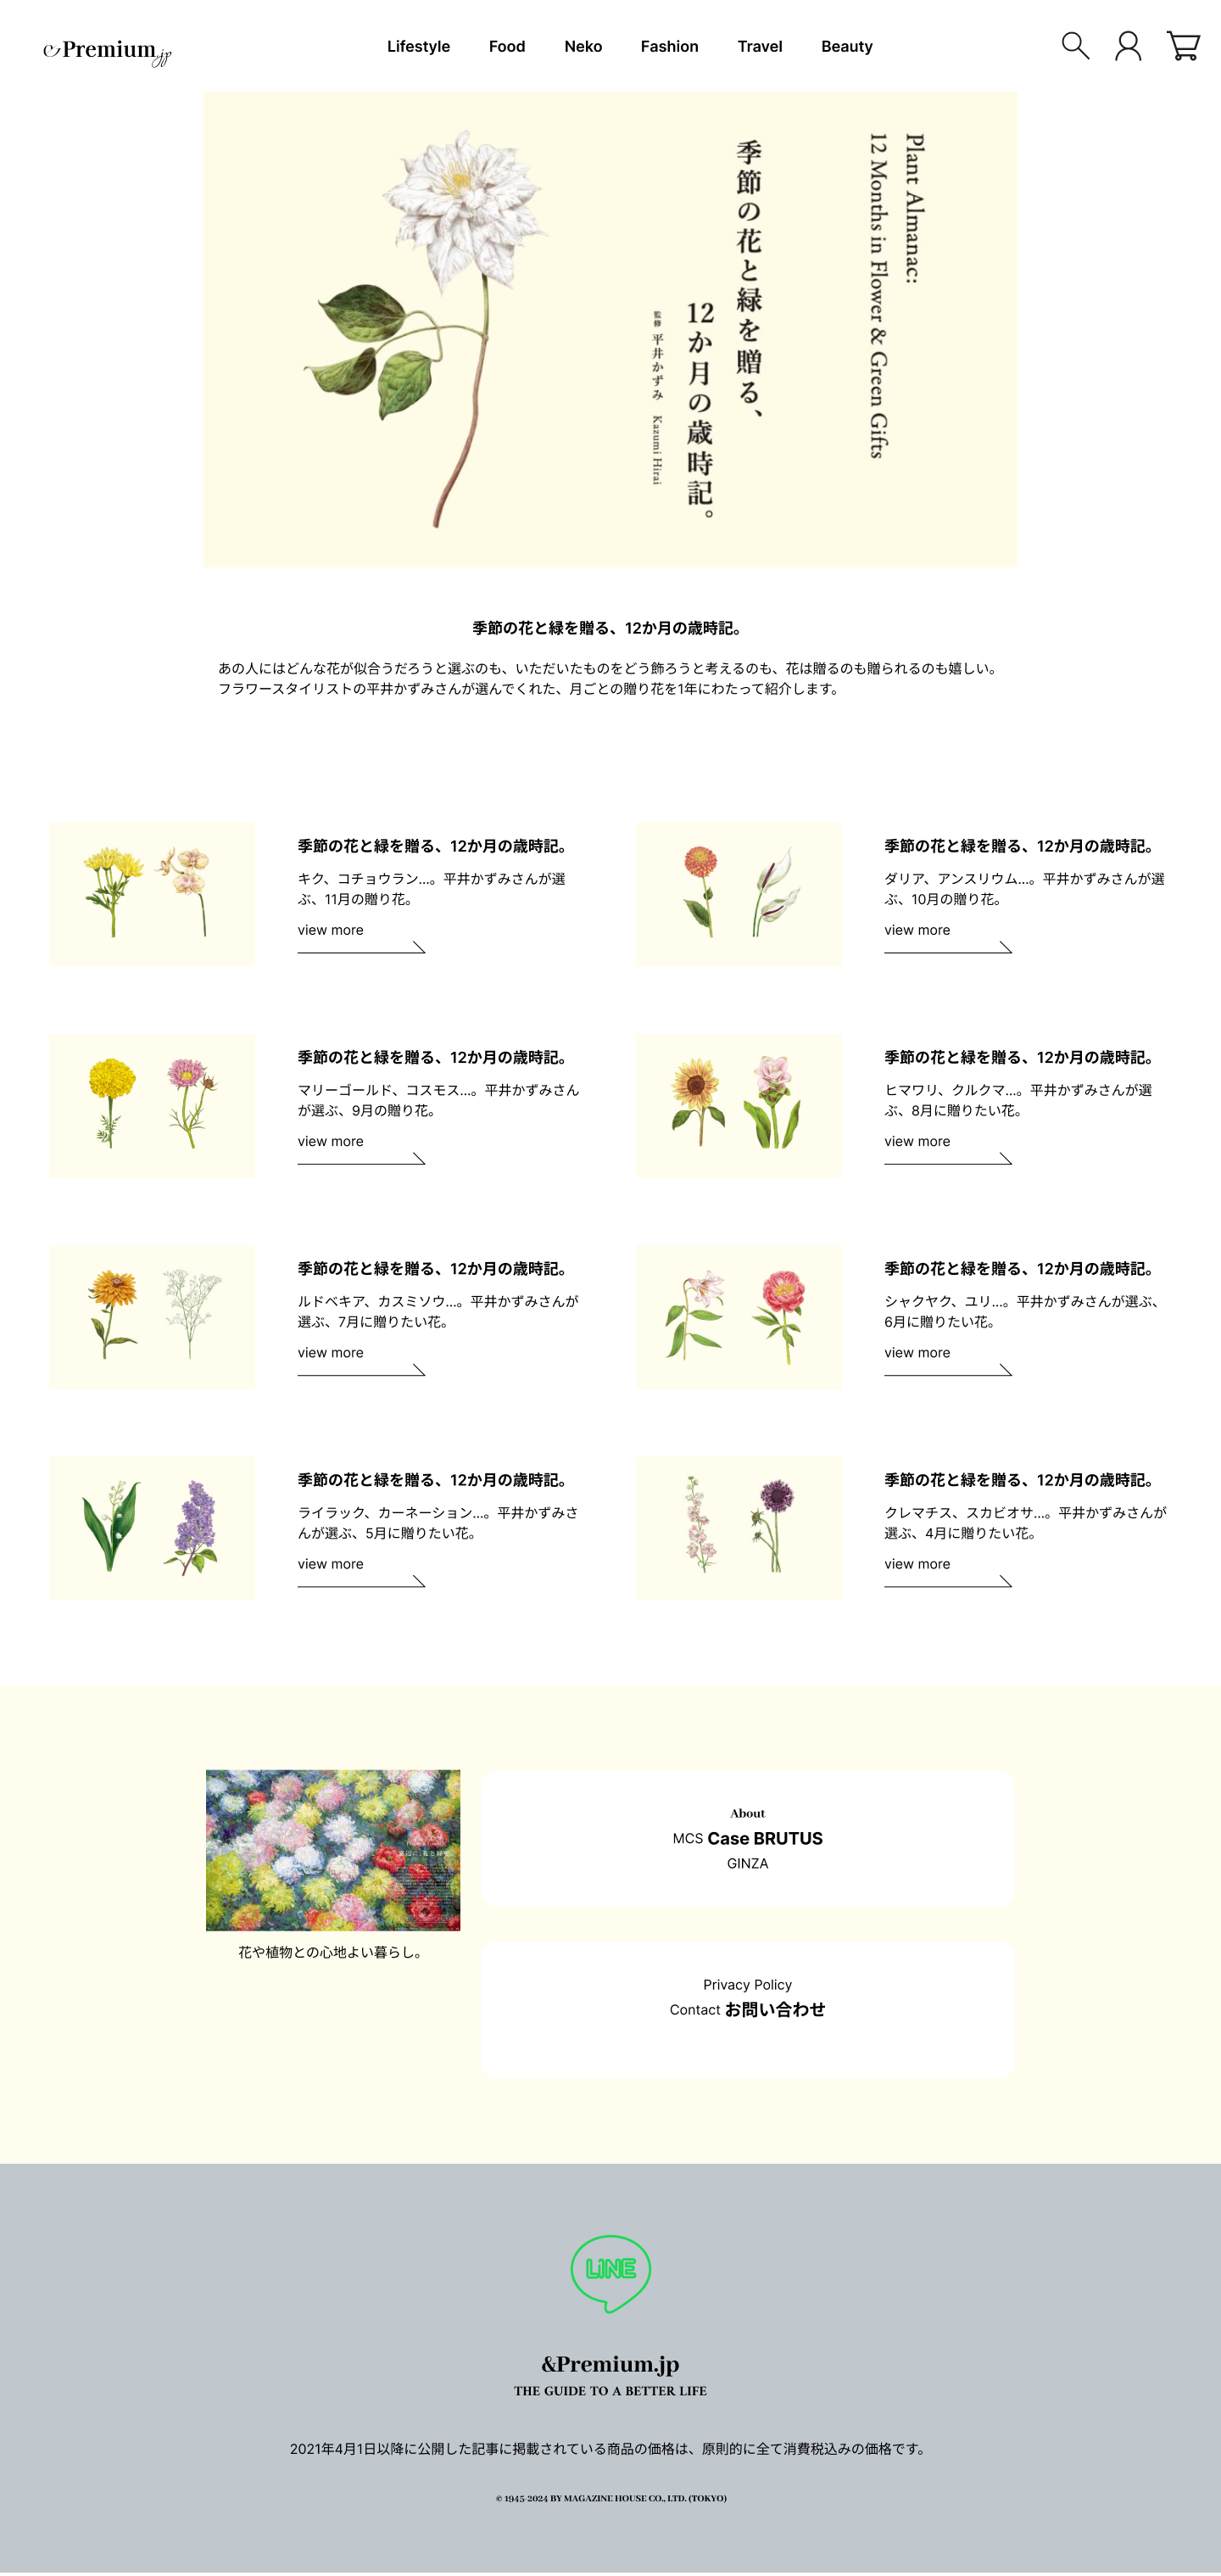 &Premium.jp
Lifestyle Food Neko Fashion Travel Beauty
Plant Almanac:
12 Months in Flower & Green Gifts
季節の花と緑を贈る、
12か月の歳時記。
監修 平井かずみ Kazumi Hirai
季節の花と緑を贈る、12か月の歳時記。
あの人にはどんな花が似合うだろうと選ぶのも、いただいたものをどう飾ろうと考えるのも、花は贈るのも贈られるのも嬉しい。
フラワースタイリストの平井かずみさんが選んでくれた、月ごとの贈り花を1年にわたって紹介します。
季節の花と緑を贈る、12か月の歳時記。
キク、コチョウラン…。平井かずみさんが選
ぶ、11月の贈り花。
view more
季節の花と緑を贈る、12か月の歳時記。
ダリア、アンスリウム…。平井かずみさんが選
ぶ、10月の贈り花。
view more
季節の花と緑を贈る、12か月の歳時記。
マリーゴールド、コスモス…。平井かずみさん
が選ぶ、9月の贈り花。
view more
季節の花と緑を贈る、12か月の歳時記。
ヒマワリ、クルクマ…。平井かずみさんが選
ぶ、8月に贈りたい花。
view more
季節の花と緑を贈る、12か月の歳時記。
ルドベキア、カスミソウ…。平井かずみさんが
選ぶ、7月に贈りたい花。
view more
季節の花と緑を贈る、12か月の歳時記。
シャクヤク、ユリ…。平井かずみさんが選ぶ、
6月に贈りたい花。
view more
季節の花と緑を贈る、12か月の歳時記。
ライラック、カーネーション…。平井かずみさ
んが選ぶ、5月に贈りたい花。
view more
季節の花と緑を贈る、12か月の歳時記。
クレマチス、スカビオサ…。平井かずみさんが
選ぶ、4月に贈りたい花。
view more
花や植物との心地よい暮らし。
About
MCS Case BRUTUS
GINZA
Privacy Policy
Contact お問い合わせ
LINE
&Premium.jp
THE GUIDE TO A BETTER LIFE
2021年4月1日以降に公開した記事に掲載されている商品の価格は、原則的に全て消費税込みの価格です。
© 1945-2024 BY MAGAZINE HOUSE CO., LTD. (TOKYO)